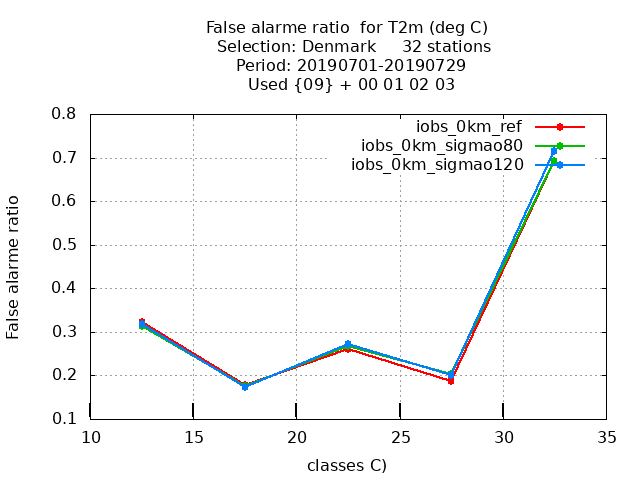 False alarme ratio  for T2m (deg C)
Selection: Denmark     32 stations
Period: 20190701-20190729
Used {09} + 00 01 02 03
iobs_0km_ref
iobs_0km_sigmao80
iobs_0km_sigmao120
False alarme ratio
0.8
0.7
0.6
0.5
0.4
0.3
0.2
0.1
10 15 20 25 30 35
classes C)